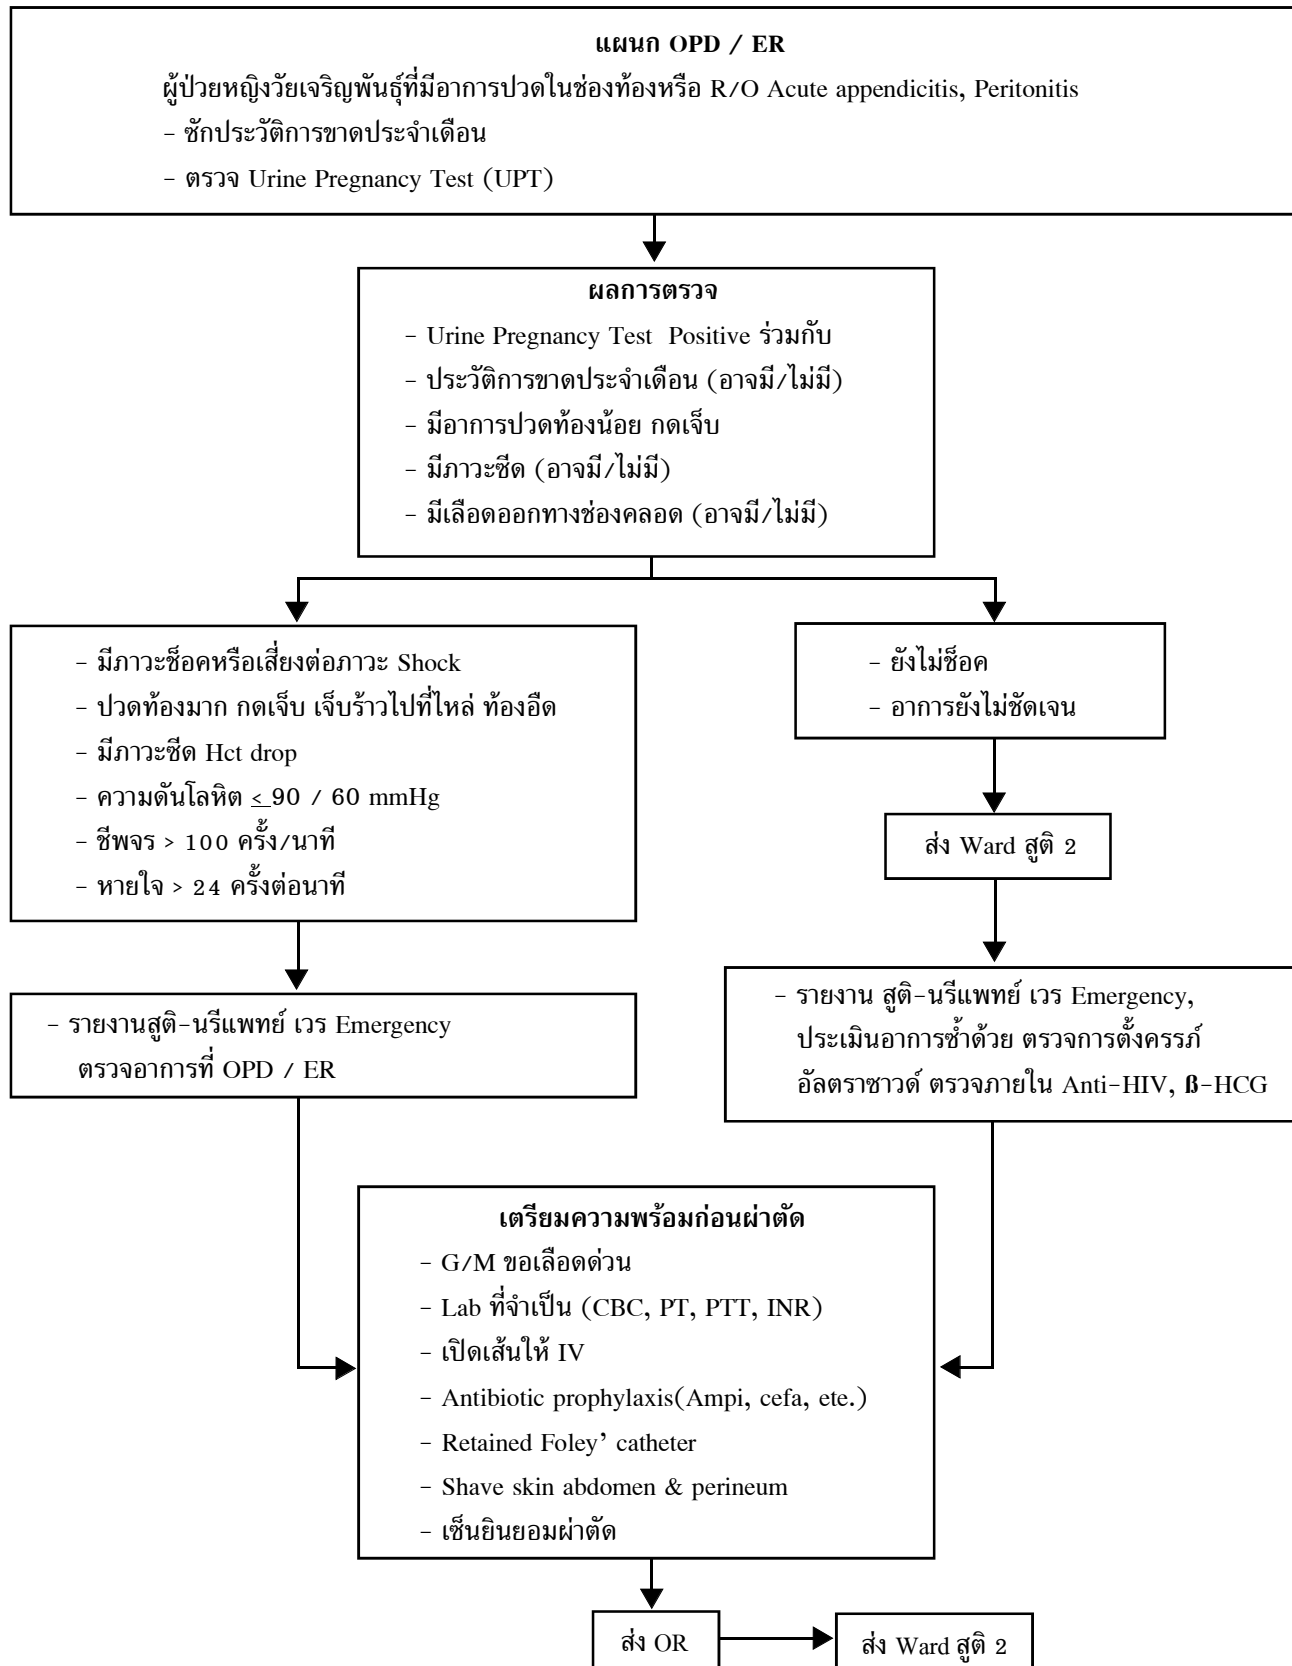 แผนก OPD / ER
ผู้ป่วยหญิงวัยเจริญพันธุ์ที่มีอาการปวดในช่องท้องหรือ R/O Acute appendicitis, Peritonitis
- ซักประวัติการขาดประจำเดือน
- ตรวจ Urine Pregnancy Test (UPT)
ผลการตรวจ
- Urine Pregnancy Test Positive ร่วมกับ
- ประวัติการขาดประจำเดือน (อาจมี/ไม่มี)
- มีอาการปวดท้องน้อย กดเจ็บ
- มีภาวะซีด (อาจมี/ไม่มี)
- มีเลือดออกทางช่องคลอด (อาจมี/ไม่มี)
- มีภาวะช็อคหรือเสี่ยงต่อภาวะ Shock
- ปวดท้องมาก กดเจ็บ เจ็บร้าวไปที่ไหล่ ท้องอืด
- มีภาวะซีด Hct drop
- ความดันโลหิต ≤ 90 / 60 mmHg
- ชีพจร > 100 ครั้ง/นาที
- หายใจ > 24 ครั้งต่อนาที
- รายงานสูติ-นรีแพทย์ เวร Emergency
ตรวจอาการที่ OPD / ER
- ยังไม่ช็อค
- อาการยังไม่ชัดเจน
ส่ง Ward สูติ 2
- รายงาน สูติ-นรีแพทย์ เวร Emergency,
ประเมินอาการซ้ำด้วย ตรวจการตั้งครรภ์
อัลตราซาวด์ ตรวจภายใน Anti-HIV, ß-HCG
เตรียมความพร้อมก่อนผ่าตัด
- G/M ขอเลือดด่วน
- Lab ที่จำเป็น (CBC, PT, PTT, INR)
- เปิดเส้นให้ IV
- Antibiotic prophylaxis(Ampi, cefa, ete.)
- Retained Foley’ catheter
- Shave skin abdomen & perineum
- เซ็นยินยอมผ่าตัด
ส่ง OR
ส่ง Ward สูติ 2